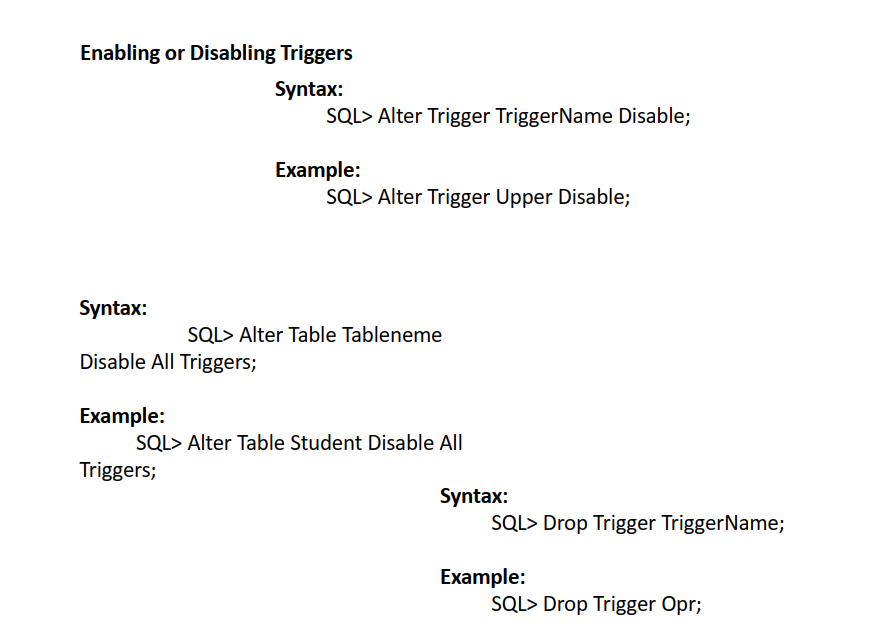 Enabling or Disabling Triggers
Syntax:
SQL> Alter Trigger TriggerName Disable;
Example:
SQL> Alter Trigger Upper Disable;
Syntax:
SQL> Alter Table Tableneme
Disable All Triggers;
Example:
SQL> Alter Table Student Disable All
Triggers;
Syntax:
SQL> Drop Trigger TriggerName;
Example:
SQL> Drop Trigger Opr;